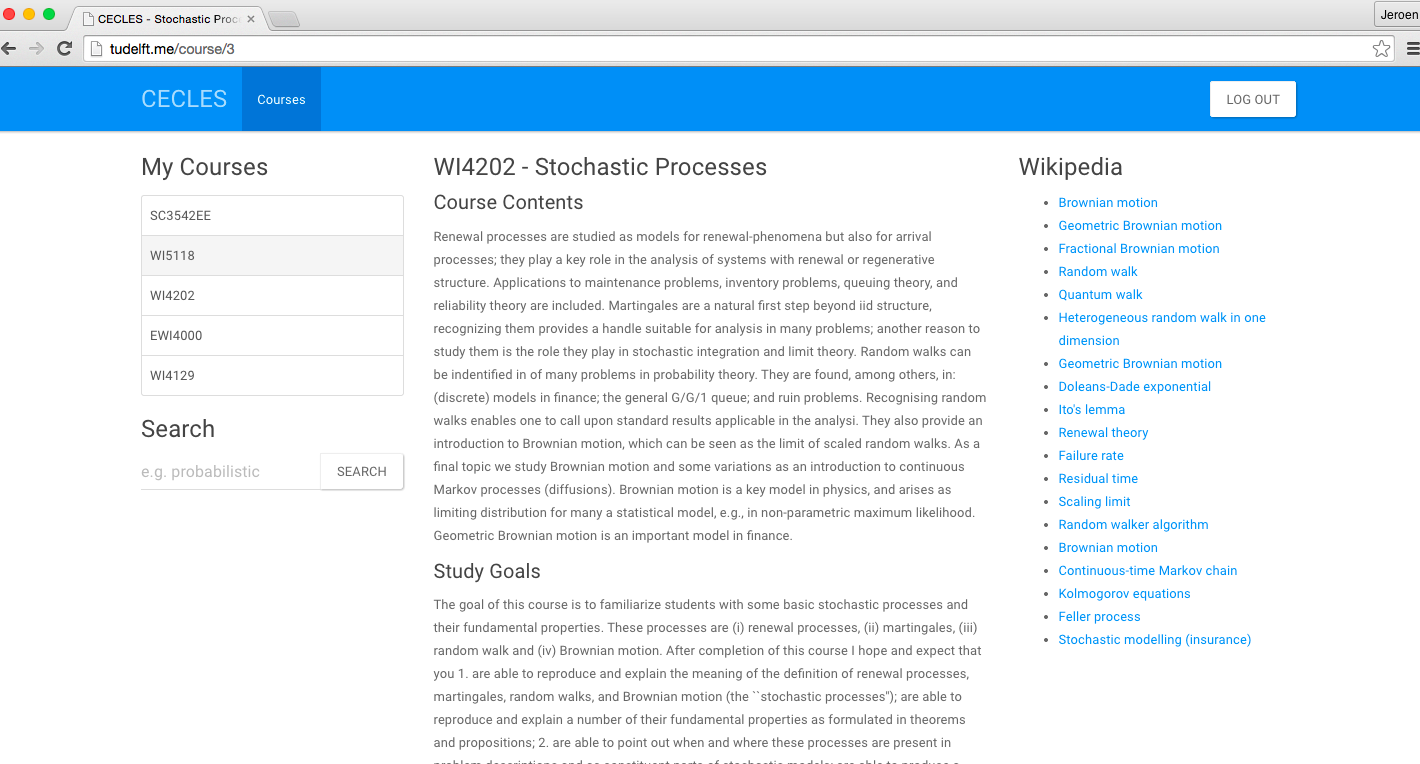 CECLES - Stochastic Proc
Jeroen
tudelft.me/course/3
CECLES
Courses
LOG OUT
My Courses
SC3542EE
WI5118
WI4202
EWI4000
WI4129
Search
e.g. probabilistic
SEARCH
WI4202 - Stochastic Processes
Course Contents
Renewal processes are studied as models for renewal-phenomena but also for arrival
processes; they play a key role in the analysis of systems with renewal or regenerative
structure. Applications to maintenance problems, inventory problems, queuing theory, and
reliability theory are included. Martingales are a natural first step beyond iid structure,
recognizing them provides a handle suitable for analysis in many problems; another reason to
study them is the role they play in stochastic integration and limit theory. Random walks can
be indentified in of many problems in probability theory. They are found, among others, in:
(discrete) models in finance; the general G/G/1 queue; and ruin problems. Recognising random
walks enables one to call upon standard results applicable in the analysi. They also provide an
introduction to Brownian motion, which can be seen as the limit of scaled random walks. As a
final topic we study Brownian motion and some variations as an introduction to continuous
Markov processes (diffusions). Brownian motion is a key model in physics, and arises as
limiting distribution for many a statistical model, e.g., in non-parametric maximum likelihood.
Geometric Brownian motion is an important model in finance.
Study Goals
The goal of this course is to familiarize students with some basic stochastic processes and
their fundamental properties. These processes are (i) renewal processes, (ii) martingales, (iii)
random walk and (iv) Brownian motion. After completion of this course I hope and expect that
you 1. are able to reproduce and explain the meaning of the definition of renewal processes,
martingales, random walks, and Brownian motion (the ``stochastic processes''); are able to
reproduce and explain a number of their fundamental properties as formulated in theorems
and propositions; 2. are able to point out when and where these processes are present in
Wikipedia
Brownian motion
Geometric Brownian motion
Fractional Brownian motion
Random walk
Quantum walk
Heterogeneous random walk in one
dimension
Geometric Brownian motion
Doleans-Dade exponential
Ito's lemma
Renewal theory
Failure rate
Residual time
Scaling limit
Random walker algorithm
Brownian motion
Continuous-time Markov chain
Kolmogorov equations
Feller process
Stochastic modelling (insurance)